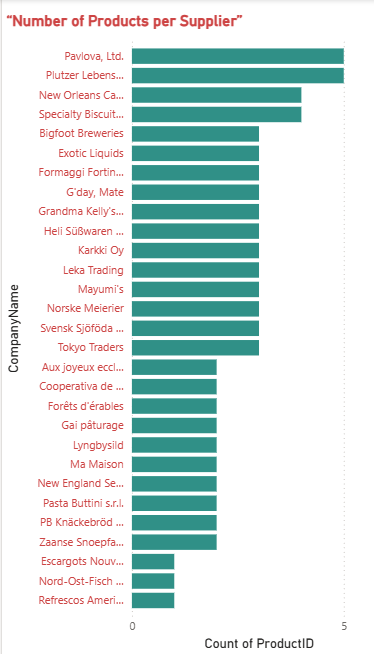 “Number of Products per Supplier”
Pavlova, Ltd.
Plutzer Lebens...
New Orleans Ca...
Specialty Biscuit...
Bigfoot Breweries
Exotic Liquids
Formaggi Fortin...
G'day, Mate
Grandma Kelly's...
Heli Süßwaren ...
Karkki Oy
Leka Trading
Mayumi's
Norske Meierier
Svensk Sjöföda ...
Tokyo Traders
Aux joyeux eccl...
Cooperativa de ...
Forêts d'érables
Gai pâturage
Lyngbysild
Ma Maison
New England Se...
Pasta Buttini s.r.l.
PB Knäckebröd ...
Zaanse Snoepfa...
Escargots Nouv...
Nord-Ost-Fisch ...
Refrescos Ameri...
CompanyName
0 5
Count of ProductID